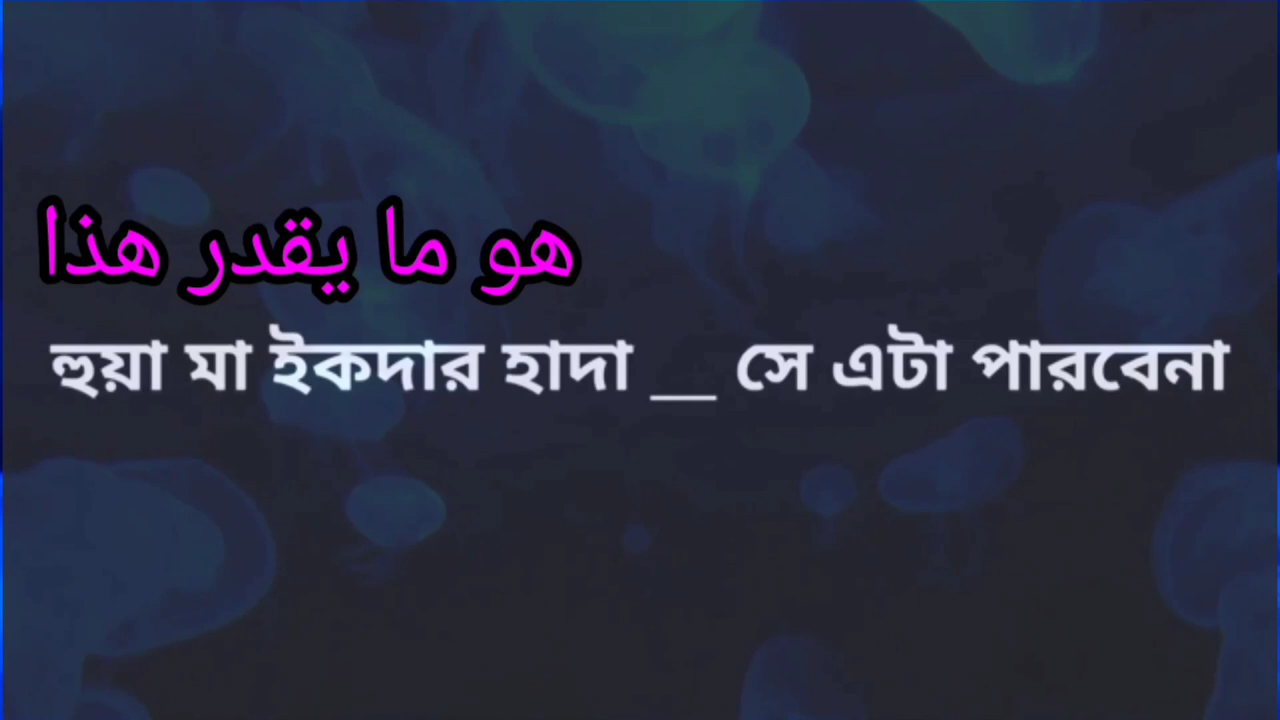 هو ما يقدر هذا
হুয়া মা ইকদার হাদা __ সে এটা পারবেনা